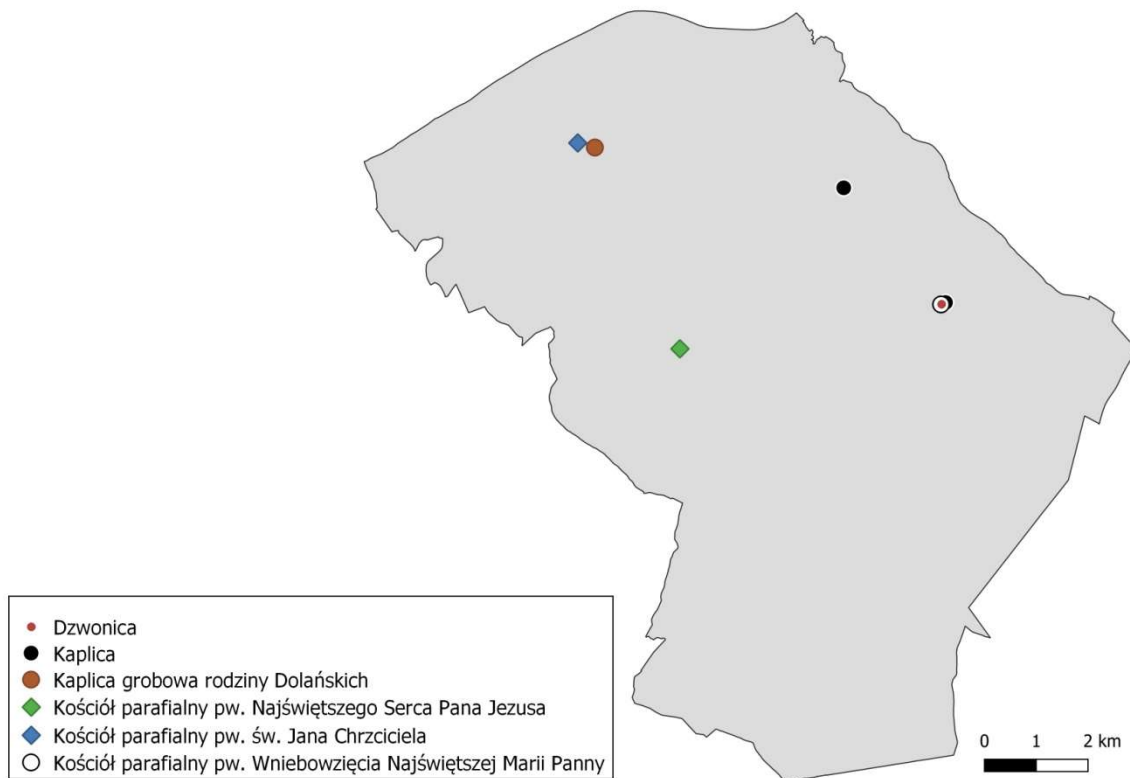 Dzwonica
Kaplica
Kaplica grobowa rodziny Dolańskich
Kościół parafialny pw. Najświętszego Serca Pana Jezusa
Kościół parafialny pw. św. Jana Chrzciciela
Kościół parafialny pw. Wniebowzięcia Najświętszej Marii Panny
0 1 2 km